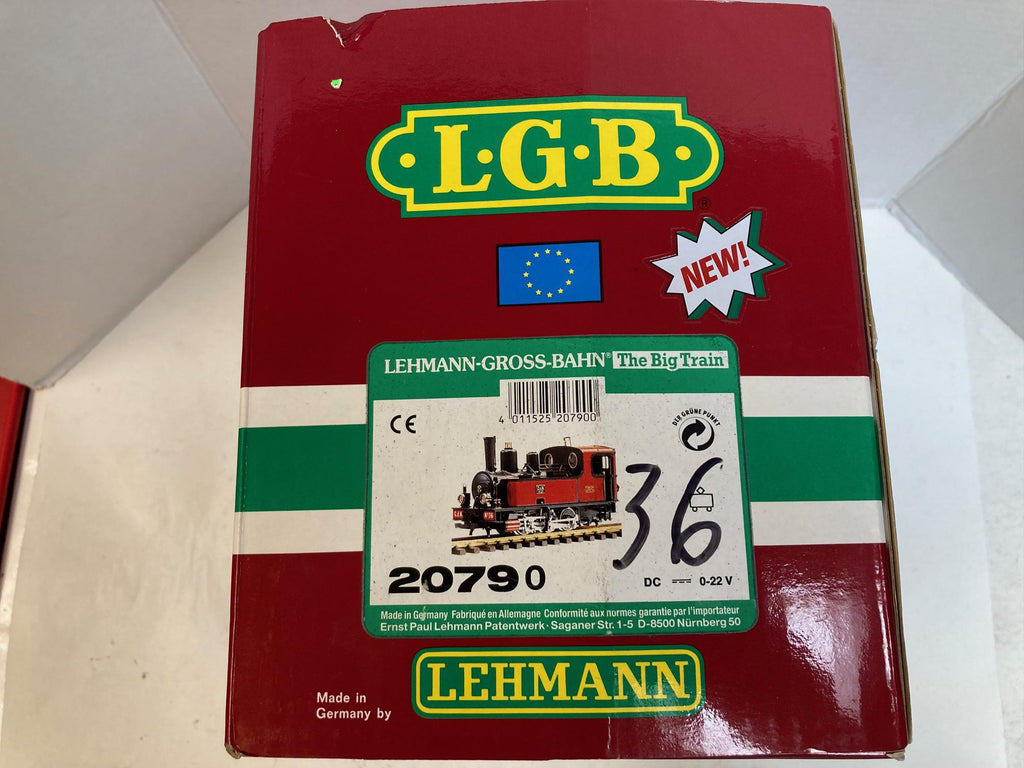 L·G·B
®
NEW!
LEHMANN-GROSS-BAHN® The Big Train
4 011525 207900
CE
DER GRÜNE PUNKT
36
20790
DC 0-22 V
Made in Germany Fabriqué en Allemagne Conformité aux normes garantie par l'importateur
Ernst Paul Lehmann Patentwerk · Saganer Str. 1-5 D-8500 Nürnberg 50
Made in
Germany by
LEHMANN